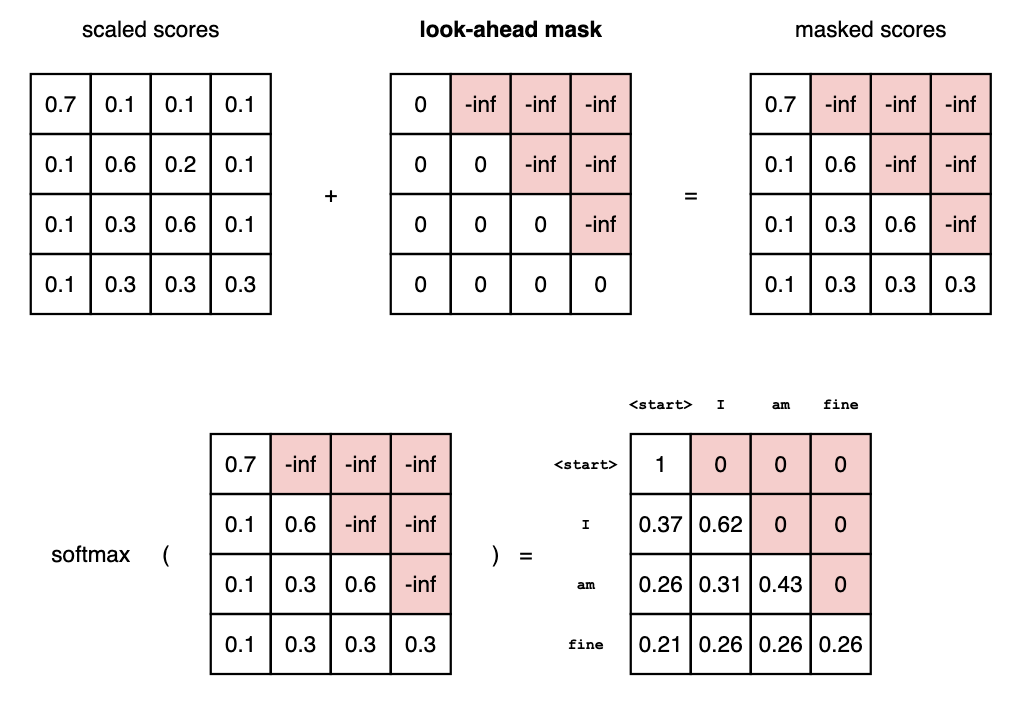 scaled scores look-ahead mask masked scores
0.7 0.1 0.1 0.1 0 -inf -inf -inf 0.7 -inf -inf -inf
0.1 0.6 0.2 0.1 0 0 -inf -inf 0.1 0.6 -inf -inf
+ =
0.1 0.3 0.6 0.1 0 0 0 -inf 0.1 0.3 0.6 -inf
0.1 0.3 0.3 0.3 0 0 0 0 0.1 0.3 0.3 0.3
<start> I am fine
0.7 -inf -inf -inf <start> 1 0 0 0
0.1 0.6 -inf -inf I 0.37 0.62 0 0
softmax ( ) =
0.1 0.3 0.6 -inf am 0.26 0.31 0.43 0
0.1 0.3 0.3 0.3 fine 0.21 0.26 0.26 0.26